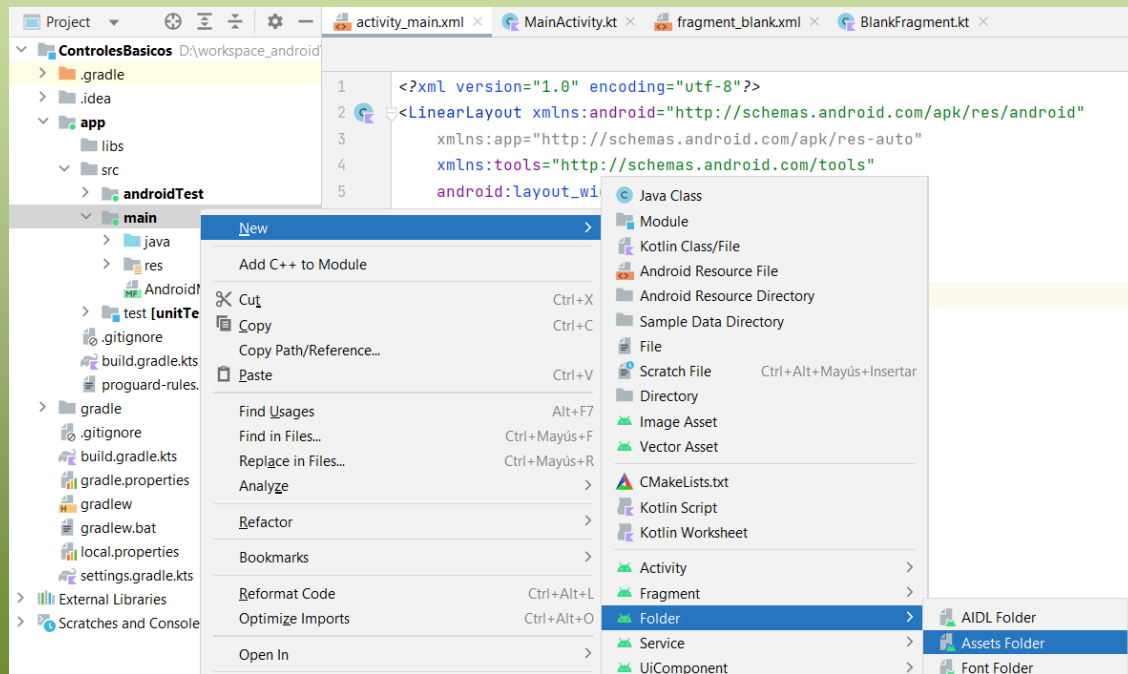 Project
activity_main.xml
MainActivity.kt
fragment_blank.xml
BlankFragment.kt
ControlesBasicos D:\workspace_android
.gradle
.idea
app
libs
src
androidTest
main
java
res
Android
test [unitTe
.gitignore
build.gradle.kts
proguard-rules.
gradle
.gitignore
build.gradle.kts
gradle.properties
gradlew
gradlew.bat
local.properties
settings.gradle.kts
External Libraries
Scratches and Console
1 <?xml version="1.0" encoding="utf-8"?>
2 <LinearLayout xmlns:android="http://schemas.android.com/apk/res/android"
3 xmlns:app="http://schemas.android.com/apk/res-auto"
4 xmlns:tools="http://schemas.android.com/tools"
5 android:layout_wi
New
Add C++ to Module
Cut Ctrl+X
Copy Ctrl+C
Copy Path/Reference...
Paste Ctrl+V
Find Usages Alt+F7
Find in Files... Ctrl+Mayús+F
Replace in Files... Ctrl+Mayús+R
Analyze
Refactor
Bookmarks
Reformat Code Ctrl+Alt+L
Optimize Imports Ctrl+Alt+O
Open In
Java Class
Module
Kotlin Class/File
Android Resource File
Android Resource Directory
Sample Data Directory
File
Scratch File Ctrl+Alt+Mayús+Insertar
Directory
Image Asset
Vector Asset
CMakeLists.txt
Kotlin Script
Kotlin Worksheet
Activity
Fragment
Folder
Service
UiComponent
AIDL Folder
Assets Folder
Font Folder